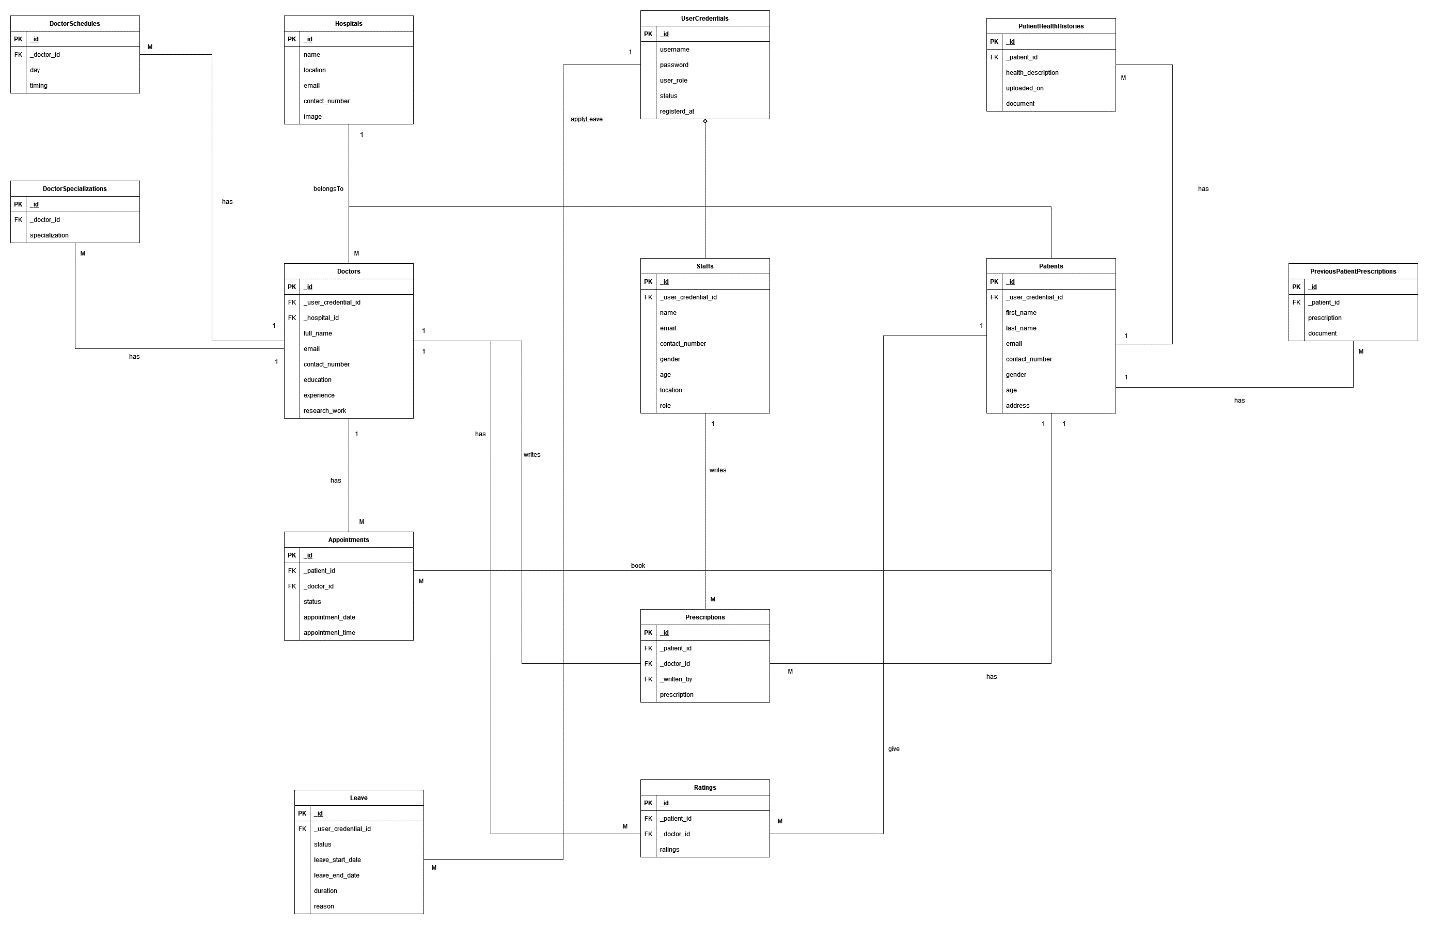 DoctorSchedules
PK _id
FK _doctor_id
day
timing
M
Hospitals
PK _id
name
location
email
contact_number
image
1
UserCredentials
PK _id
username
password
user_role
status
registerd_at
1
applyLeave
PatientHealthHistories
PK _id
FK _patient_id
health_description
uploaded_on
document
M
has
belongsTo
has
DoctorSpecializations
PK _id
FK _doctor_id
specialization
M
has
M
Doctors
PK _id
FK _user_credential_id
FK _hospital_id
full_name
email
contact_number
education
experience
research_work
1
1
1
1
1
Staffs
PK _id
FK _user_credential_id
name
email
contact_number
gender
age
location
role
1
Patients
PK _id
FK _user_credential_id
first_name
last_name
email
contact_number
gender
age
address
1
1
1
1 1
PreviousPatientPrescriptions
PK _id
FK _patient_id
prescription
document
M
has
has
has
writes
writes
M
Appointments
PK _id
FK _patient_id
FK _doctor_id
status
appointment_date
appointment_time
M
book
M
Prescriptions
PK _id
FK _patient_id
FK _doctor_id
FK _written_by
prescription
M
has
give
Leave
PK _id
FK _user_credential_id
status
leave_start_date
leave_end_date
duration
reason
M
Ratings
PK _id
FK _patient_id
FK _doctor_id
ratings
M
M